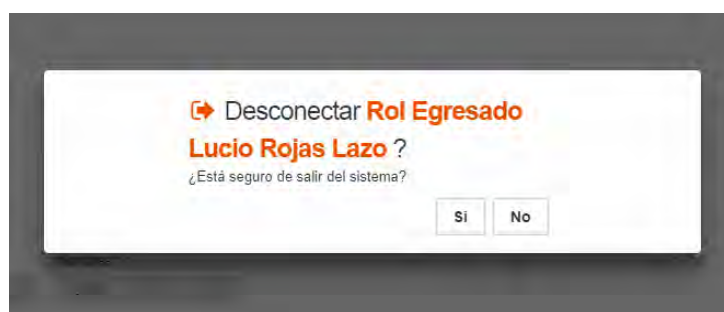 Desconectar Rol Egresado
Lucio Rojas Lazo ?
¿Está seguro de salir del sistema?
Si No